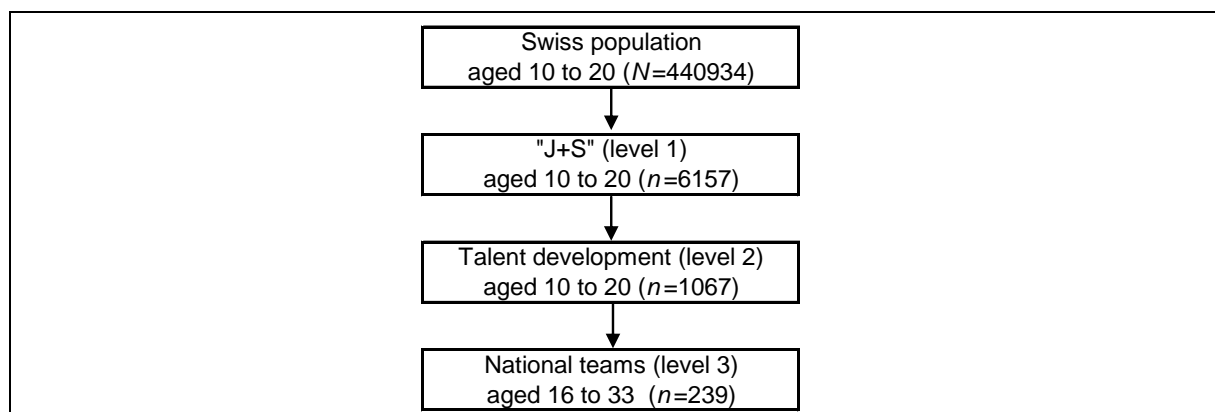 Swiss population
aged 10 to 20 (N=440934)
"J+S" (level 1)
aged 10 to 20 (n=6157)
Talent development (level 2)
aged 10 to 20 (n=1067)
National teams (level 3)
aged 16 to 33  (n=239)